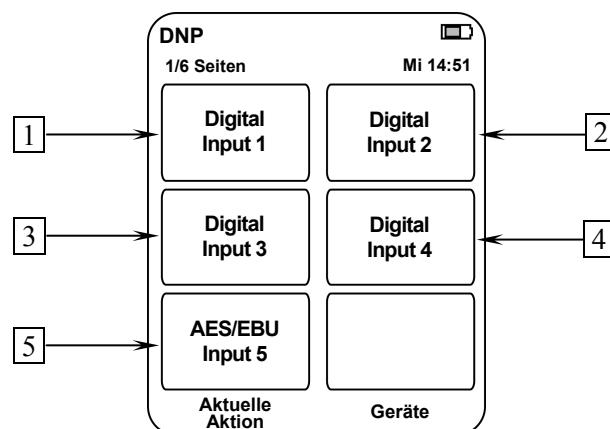 DNP
1/6 Seiten
Mi 14:51
1
Digital
Input 1
Digital
Input 2
2
3
Digital
Input 3
Digital
Input 4
4
5
AES/EBU
Input 5
Aktuelle
Aktion
Geräte